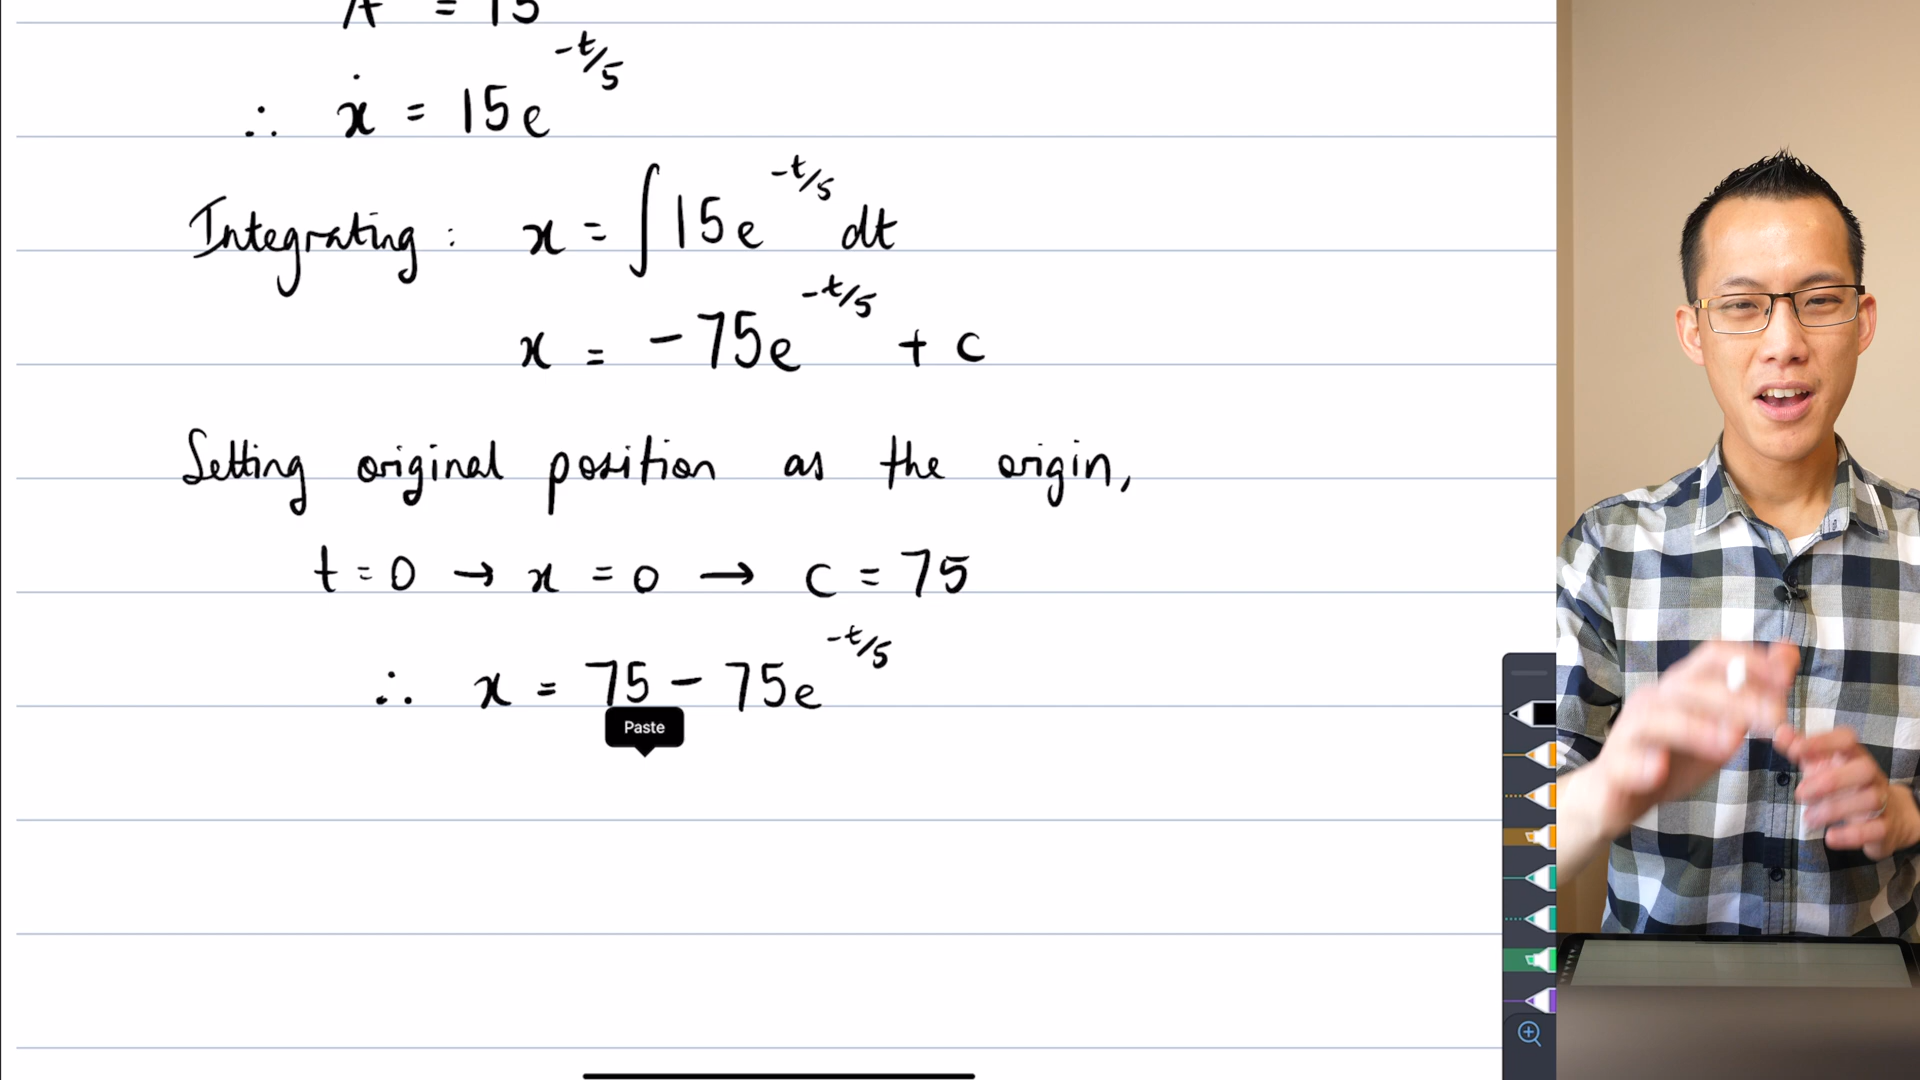 A = 15
∴ ẋ = 15e^{-t/5}
Integrating : x = ∫ 15e^{-t/5} dt
x = -75e^{-t/5} + c
Setting original position as the origin,
t = 0 → x = 0 → c = 75
∴ x = 75 - 75e^{-t/5}
Paste